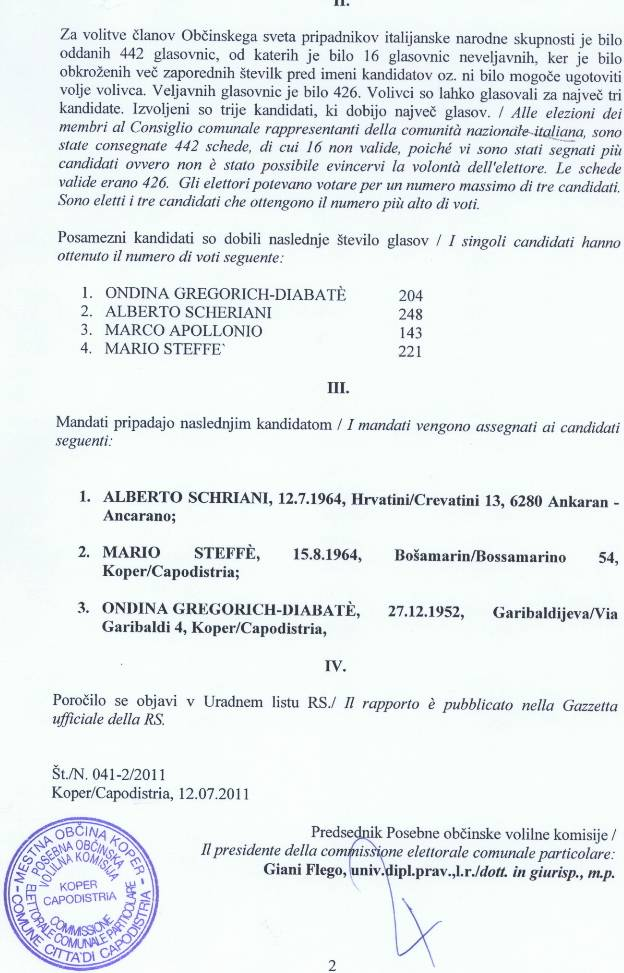 II.
Za volitve članov Občinskega sveta pripadnikov italijanske narodne skupnosti je bilo
oddanih 442 glasovnic, od katerih je bilo 16 glasovnic neveljavnih, ker je bilo
obkroženih več zaporednih številk pred imeni kandidatov oz. ni bilo mogoče ugotoviti
volje volivca. Veljavnih glasovnic je bilo 426. Volivci so lahko glasovali za največ tri
kandidate. Izvoljeni so trije kandidati, ki dobijo največ glasov. / Alle elezioni dei
membri al Consiglio comunale rappresentanti della comunità nazionale italiana, sono
state consegnate 442 schede, di cui 16 non valide, poiché vi sono stati segnati più
candidati ovvero non è stato possibile evincervi la volontà dell'elettore. Le schede
valide erano 426. Gli elettori potevano votare per un numero massimo di tre candidati.
Sono eletti i tre candidati che ottengono il numero più alto di voti.
Posamezni kandidati so dobili naslednje število glasov / I singoli candidati hanno
ottenuto il numero di voti seguente:
1. ONDINA GREGORICH-DIABATÈ 204
2. ALBERTO SCHERIANI 248
3. MARCO APOLLONIO 143
4. MARIO STEFFE` 221
III.
Mandati pripadajo naslednjim kandidatom / I mandati vengono assegnati ai candidati
seguenti:
1. ALBERTO SCHRIANI, 12.7.1964, Hrvatini/Crevatini 13, 6280 Ankaran -
Ancarano;
2. MARIO STEFFÈ, 15.8.1964, Bošamarin/Bossamarino 54,
Koper/Capodistria;
3. ONDINA GREGORICH-DIABATÈ, 27.12.1952, Garibaldijeva/Via
Garibaldi 4, Koper/Capodistria,
IV.
Poročilo se objavi v Uradnem listu RS./ Il rapporto è pubblicato nella Gazzetta
ufficiale della RS.
Št./N. 041-2/2011
Koper/Capodistria, 12.07.2011
Predsednik Posebne občinske volilne komisije /
Il presidente della commissione elettorale comunale particolare:
Giani Flego, univ.dipl.prav.,l.r./dott. in giurisp., m.p.
MESTNA OBČINA KOPER
POSEBNA OBČINSKA
VOLILNA KOMISIJA
KOPER
CAPODISTRIA
COMMISSIONE
ELETTORALE COMUNALE PARTICOLARE
COMUNE CITTA' DI CAPODISTRIA
2